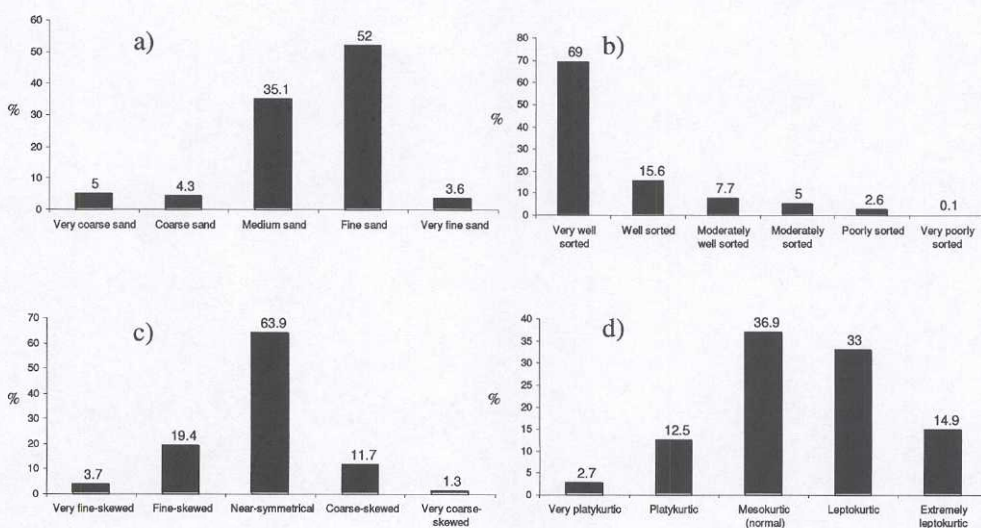 a)
%
60
50
40
30
20
10
0
5
4.3
35.1
52
3.6
Very coarse sand
Coarse sand
Medium sand
Fine sand
Very fine sand
b)
%
80
70
60
50
40
30
20
10
0
69
15.6
7.7
5
2.6
0.1
Very well
sorted
Well sorted
Moderately
well sorted
Moderately
sorted
Poorly sorted
Very poorly
sorted
c)
%
70
60
50
40
30
20
10
0
3.7
19.4
63.9
11.7
1.3
Very fine-skewed
Fine-skewed
Near-symmetrical
Coarse-skewed
Very coarse-
skewed
d)
%
40
35
30
25
20
15
10
5
0
2.7
12.5
36.9
33
14.9
Very platykurtic
Platykurtic
Mesokurtic
(normal)
Leptokurtic
Extremely
leptokurtic